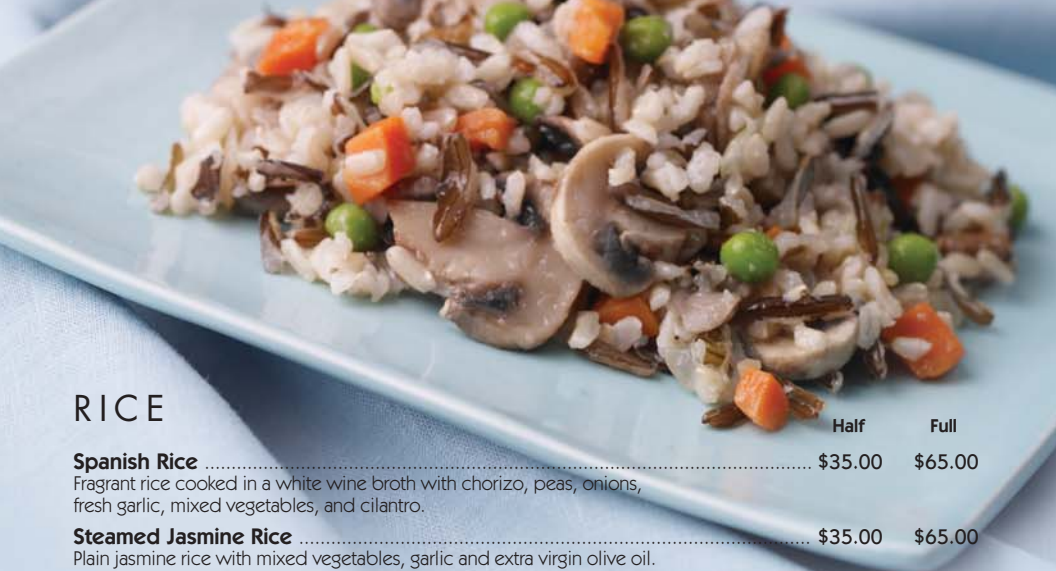 RICE
Half Full
Spanish Rice ........ $35.00 $65.00
Fragrant rice cooked in a white wine broth with chorizo, peas, onions,
fresh garlic, mixed vegetables, and cilantro.
Steamed Jasmine Rice ........ $35.00 $65.00
Plain jasmine rice with mixed vegetables, garlic and extra virgin olive oil.